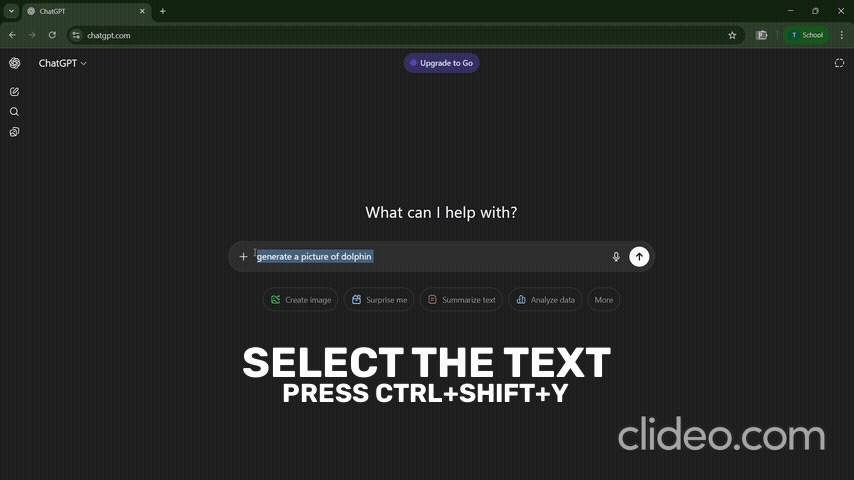 ChatGPT
chatgpt.com
T School
ChatGPT
Upgrade to Go
What can I help with?
generate a picture of dolphin
Create image
Surprise me
Summarize text
Analyze data
More
SELECT THE TEXT
PRESS CTRL+SHIFT+Y
clideo.com